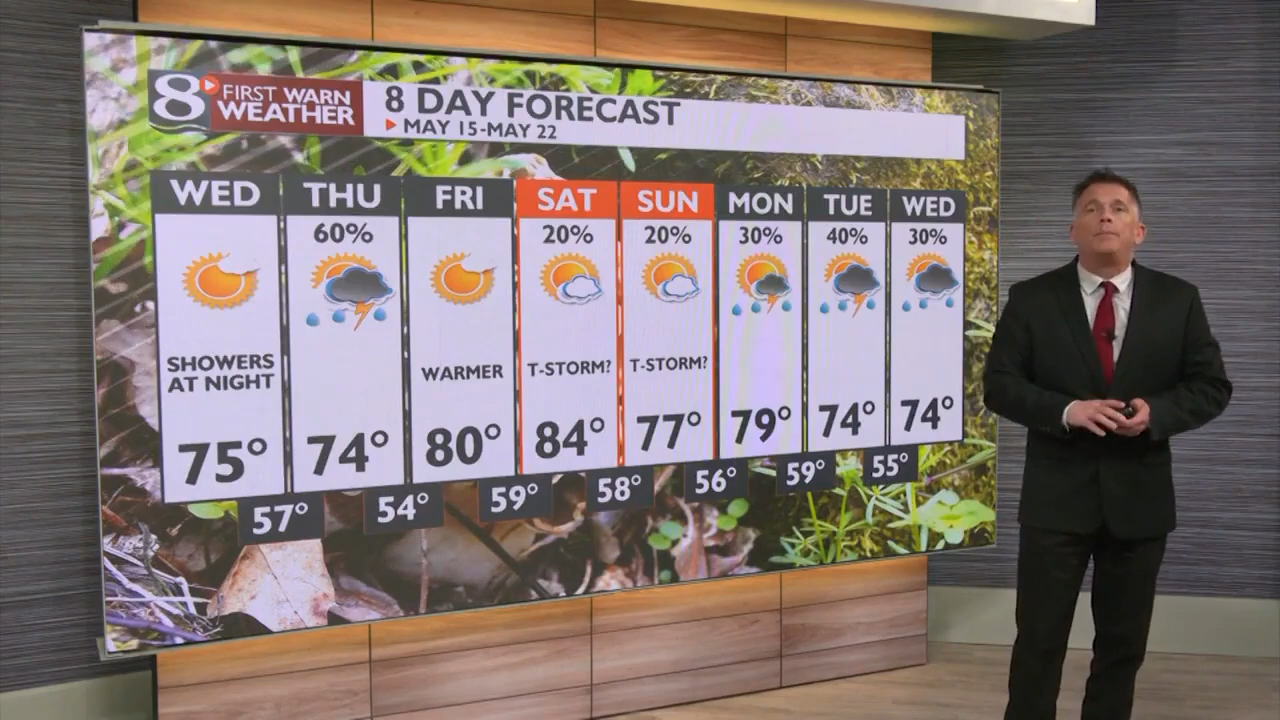 8 FIRST WARN
WEATHER
8 DAY FORECAST
MAY 15-MAY 22
WED THU FRI SAT SUN MON TUE WED
60% 20% 20% 30% 40% 30%
SHOWERS
AT NIGHT
WARMER
T-STORM?
T-STORM?
75° 74° 80° 84° 77° 79° 74° 74°
57° 54° 59° 58° 56° 59° 55°